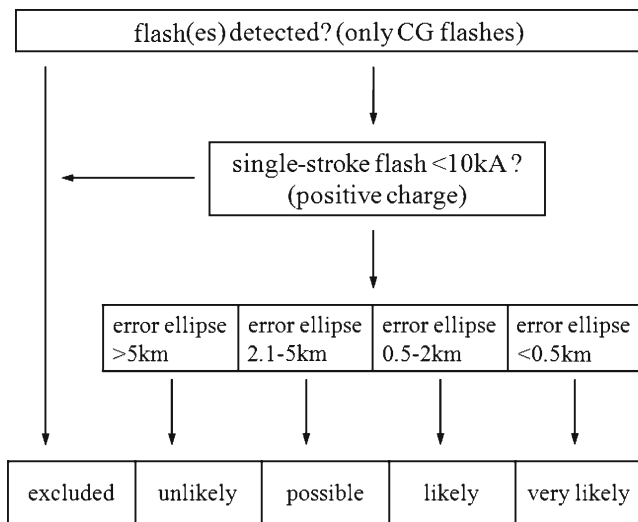 flash(es) detected? (only CG flashes)
single-stroke flash <10kA ?
(positive charge)
error ellipse
>5km
error ellipse
2.1-5km
error ellipse
0.5-2km
error ellipse
<0.5km
excluded
unlikely
possible
likely
very likely